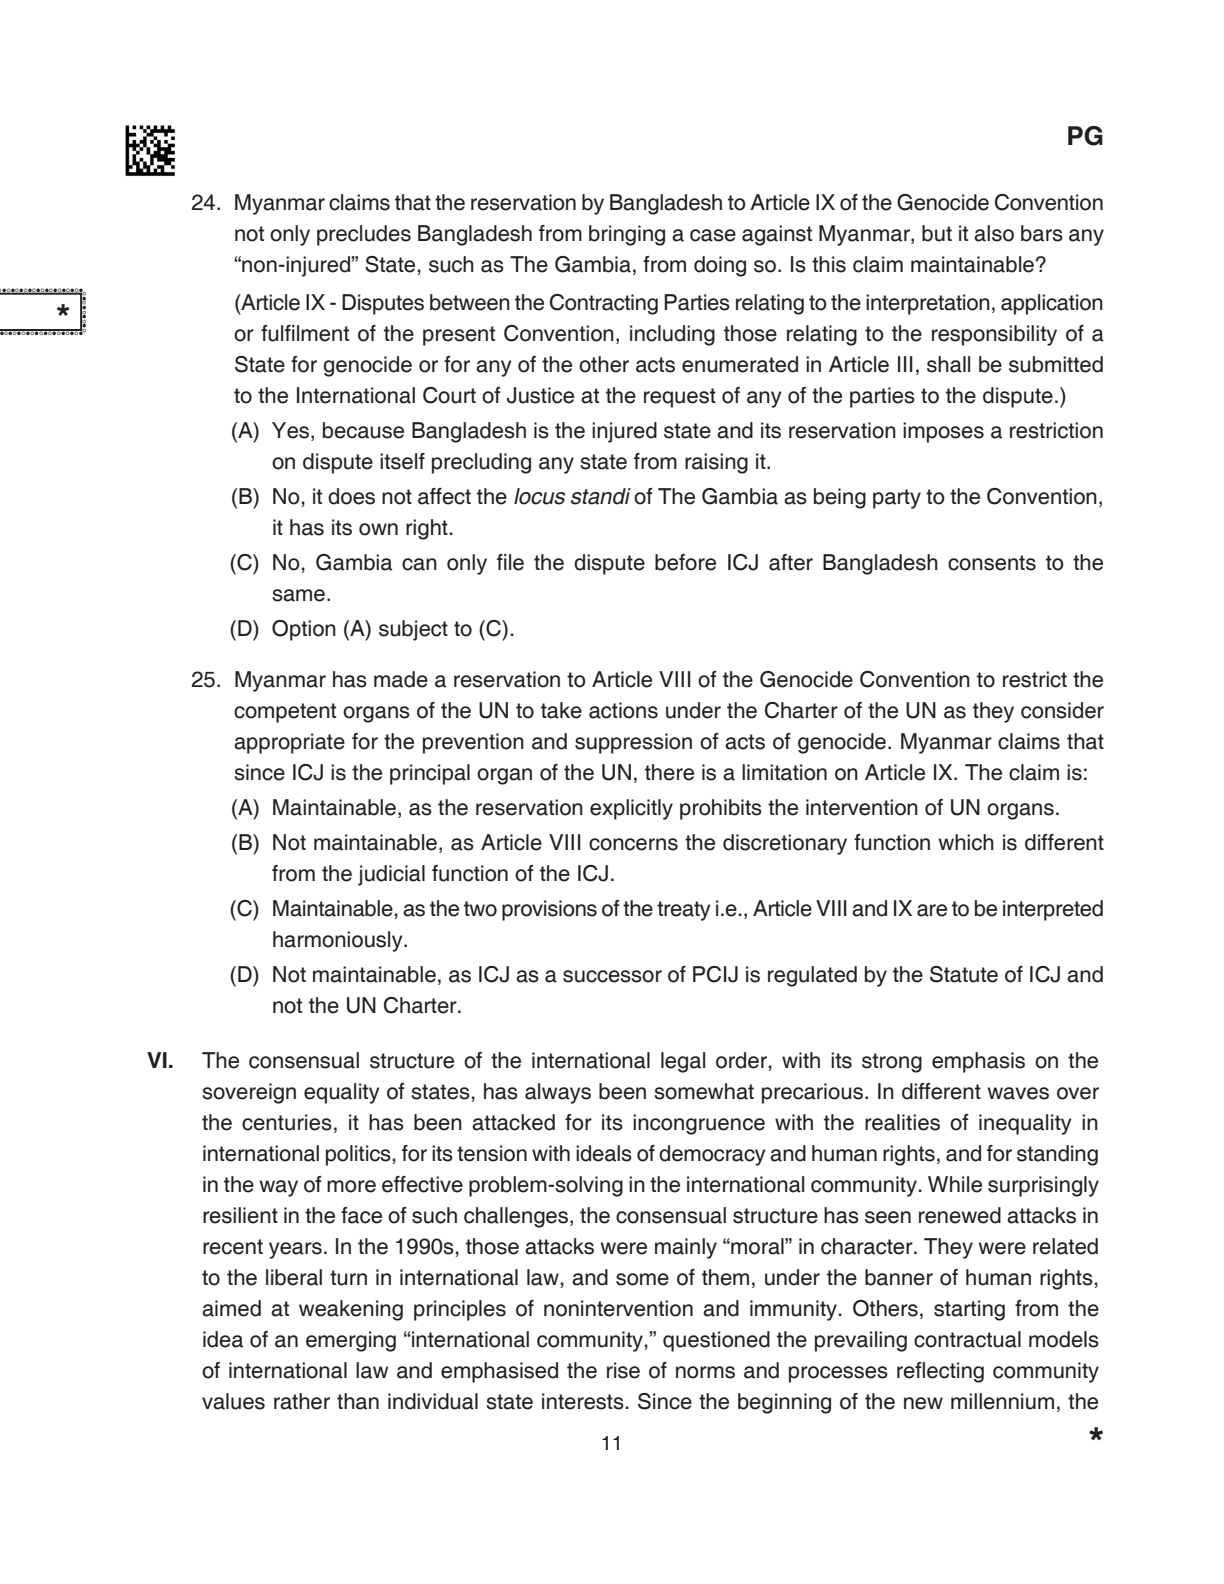 PG
24. Myanmar claims that the reservation by Bangladesh to Article IX of the Genocide Convention
not only precludes Bangladesh from bringing a case against Myanmar, but it also bars any
“non-injured” State, such as The Gambia, from doing so. Is this claim maintainable?
(Article IX - Disputes between the Contracting Parties relating to the interpretation, application
or fulfilment of the present Convention, including those relating to the responsibility of a
State for genocide or for any of the other acts enumerated in Article III, shall be submitted
to the International Court of Justice at the request of any of the parties to the dispute.)
*
(A) Yes, because Bangladesh is the injured state and its reservation imposes a restriction
on dispute itself precluding any state from raising it.
(B) No, it does not affect the locus standi of The Gambia as being party to the Convention,
it has its own right.
(C) No, Gambia can only file the dispute before ICJ after Bangladesh consents to the
same.
(D) Option (A) subject to (C).
25. Myanmar has made a reservation to Article VIII of the Genocide Convention to restrict the
competent organs of the UN to take actions under the Charter of the UN as they consider
appropriate for the prevention and suppression of acts of genocide. Myanmar claims that
since ICJ is the principal organ of the UN, there is a limitation on Article IX. The claim is:
(A) Maintainable, as the reservation explicitly prohibits the intervention of UN organs.
(B) Not maintainable, as Article VIII concerns the discretionary function which is different
from the judicial function of the ICJ.
(C) Maintainable, as the two provisions of the treaty i.e., Article VIII and IX are to be interpreted
harmoniously.
(D) Not maintainable, as ICJ as a successor of PCIJ is regulated by the Statute of ICJ and
not the UN Charter.
VI. The consensual structure of the international legal order, with its strong emphasis on the
sovereign equality of states, has always been somewhat precarious. In different waves over
the centuries, it has been attacked for its incongruence with the realities of inequality in
international politics, for its tension with ideals of democracy and human rights, and for standing
in the way of more effective problem-solving in the international community. While surprisingly
resilient in the face of such challenges, the consensual structure has seen renewed attacks in
recent years. In the 1990s, those attacks were mainly “moral” in character. They were related
to the liberal turn in international law, and some of them, under the banner of human rights,
aimed at weakening principles of nonintervention and immunity. Others, starting from the
idea of an emerging “international community,” questioned the prevailing contractual models
of international law and emphasised the rise of norms and processes reflecting community
values rather than individual state interests. Since the beginning of the new millennium, the
11
*